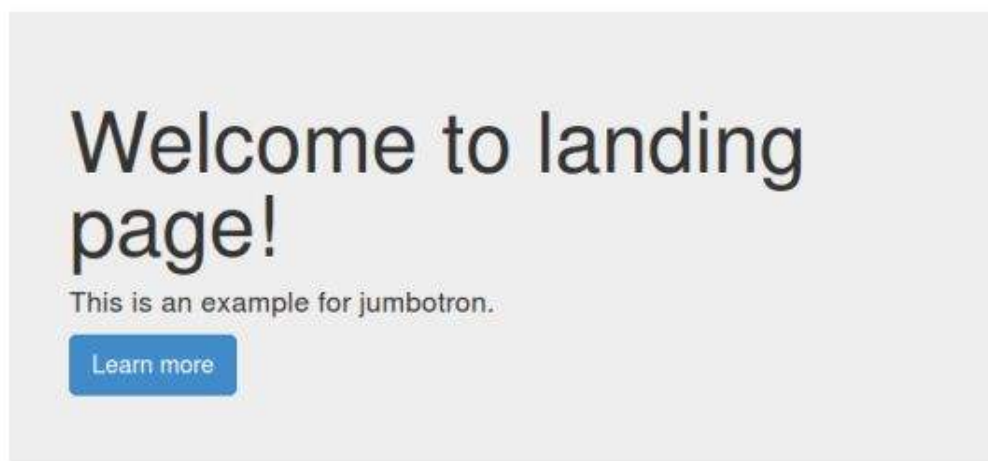 Welcome to landing
page!
This is an example for jumbotron.
Learn more